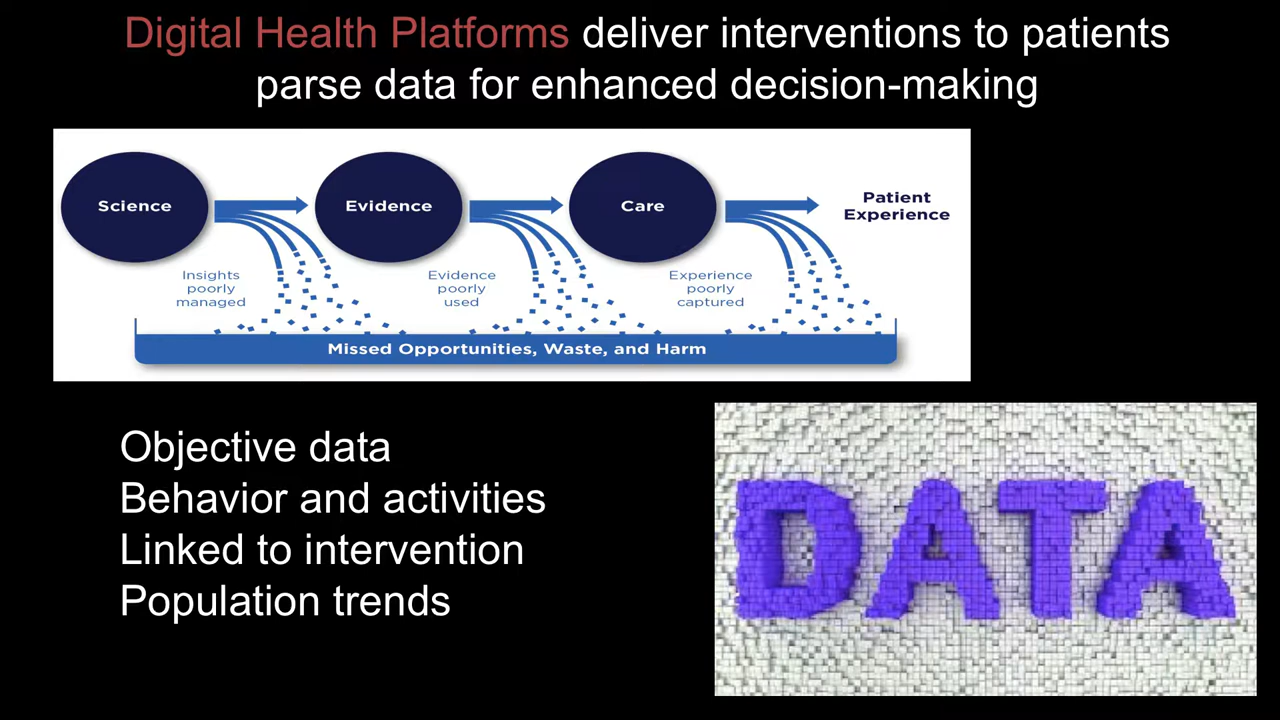 Digital Health Platforms deliver interventions to patients
parse data for enhanced decision-making
Science
Evidence
Care
Patient
Experience
Insights
poorly
managed
Evidence
poorly
used
Experience
poorly
captured
Missed Opportunities, Waste, and Harm
Objective data
Behavior and activities
Linked to intervention
Population trends
DATA